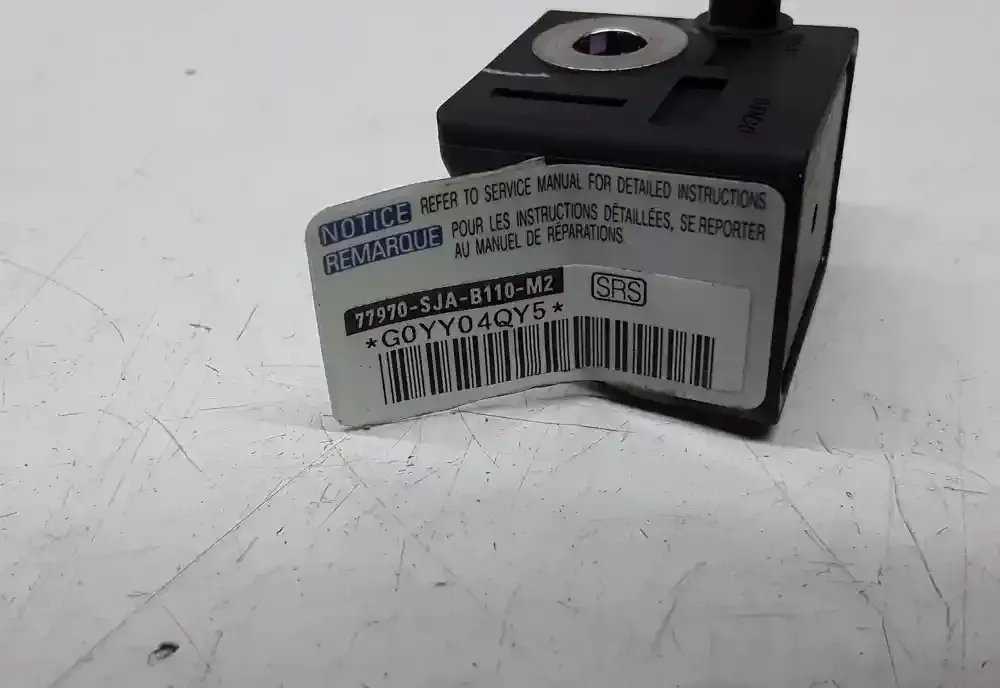 NOTICE REFER TO SERVICE MANUAL FOR DETAILED INSTRUCTIONS
REMARQUE POUR LES INSTRUCTIONS DÉTAILLÉES, SE REPORTER
AU MANUEL DE RÉPARATIONS
77970-SJA-B110-M2
SRS
*G0YY04QY5*